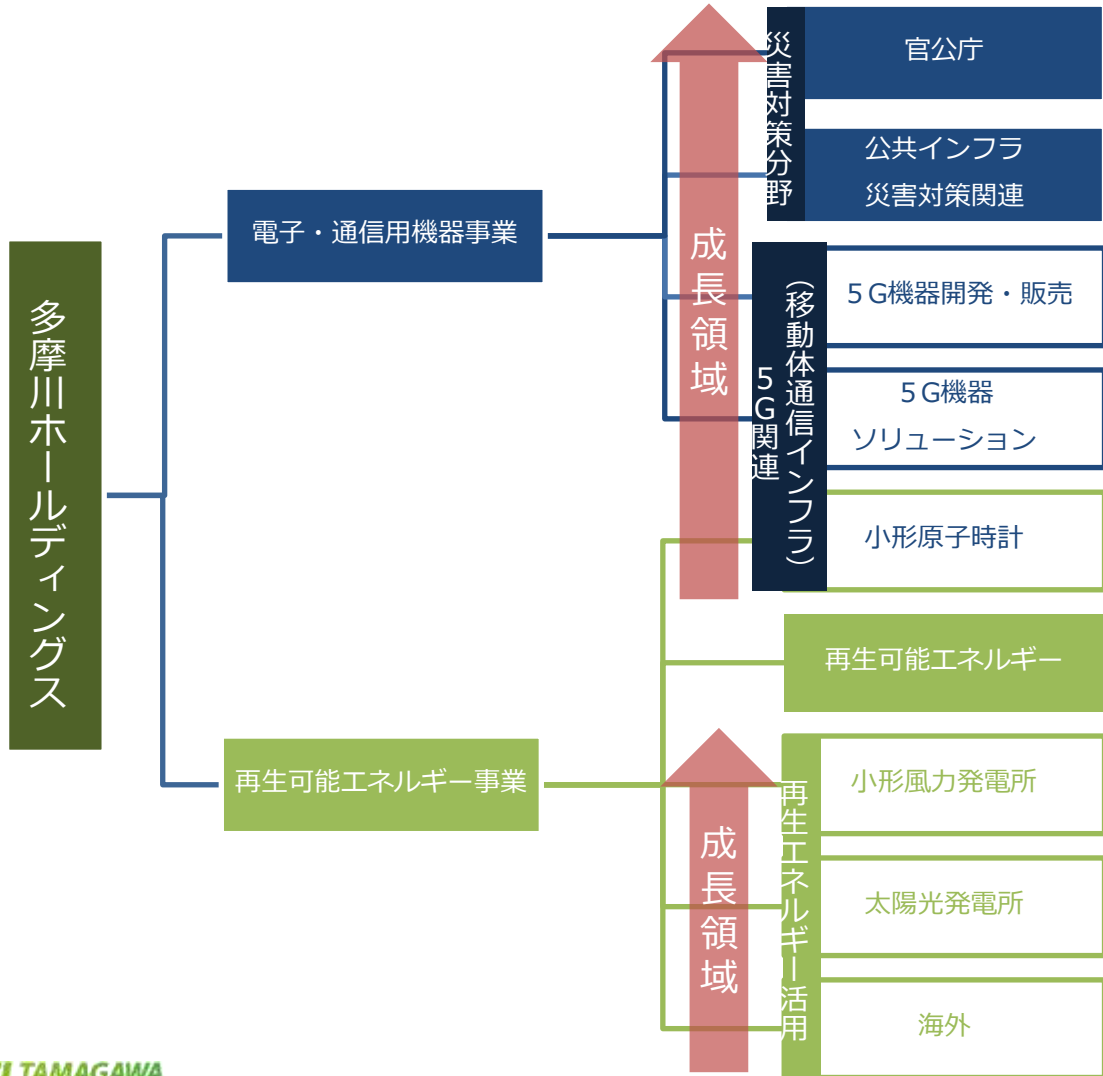 多摩川ホールディングス
電子・通信用機器事業
再生可能エネルギー事業
成長領域
災害対策分野
官公庁
公共インフラ
災害対策関連
5G関連
(移動体通信インフラ)
5G機器開発・販売
5G機器
ソリューション
小形原子時計
再生可能エネルギー
成長領域
再生エネルギー活用
小形風力発電所
太陽光発電所
海外
TAMAGAWA